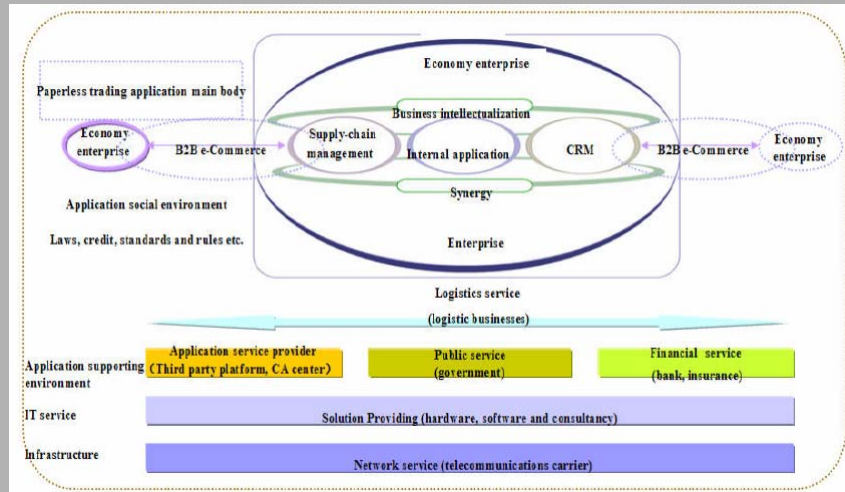 Economy enterprise
Paperless trading application main body
Business intellectualization
Economy
enterprise
B2B e-Commerce
Supply-chain
management
Internal application
CRM
B2B e-Commerce
Economy
enterprise
Synergy
Application social environment
Laws, credit, standards and rules etc.
Enterprise
Logistics service
(logistic businesses)
Application supporting
environment
Application service provider
(Third party platform, CA center)
Public service
(government)
Financial service
(bank, insurance)
IT service
Solution Providing (hardware, software and consultancy)
Infrastructure
Network service (telecommunications carrier)